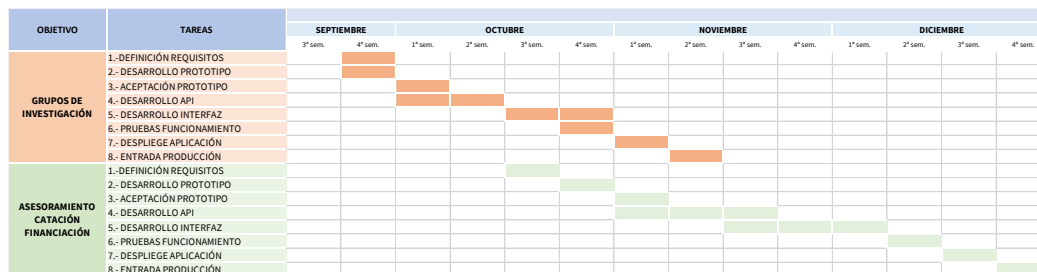 OBJETIVO TAREAS
SEPTIEMBRE OCTUBRE NOVIEMBRE DICIEMBRE
3ª sem. 4ª sem. 1ª sem. 2ª sem. 3ª sem. 4ª sem. 1ª sem. 2ª sem. 3ª sem. 4ª sem. 1ª sem. 2ª sem. 3ª sem. 4ª sem.
GRUPOS DE
INVESTIGACIÓN
1.-DEFINICIÓN REQUISITOS
2.- DESARROLLO PROTOTIPO
3.- ACEPTACIÓN PROTOTIPO
4.- DESARROLLO API
5.- DESARROLLO INTERFAZ
6.- PRUEBAS FUNCIONAMIENTO
7.- DESPLIEGE APLICACIÓN
8.- ENTRADA PRODUCCIÓN
ASESORAMIENTO
CATACIÓN
FINANCIACIÓN
1.-DEFINICIÓN REQUISITOS
2.- DESARROLLO PROTOTIPO
3.- ACEPTACIÓN PROTOTIPO
4.- DESARROLLO API
5.- DESARROLLO INTERFAZ
6.- PRUEBAS FUNCIONAMIENTO
7.- DESPLIEGE APLICACIÓN
8.- ENTRADA PRODUCCIÓN